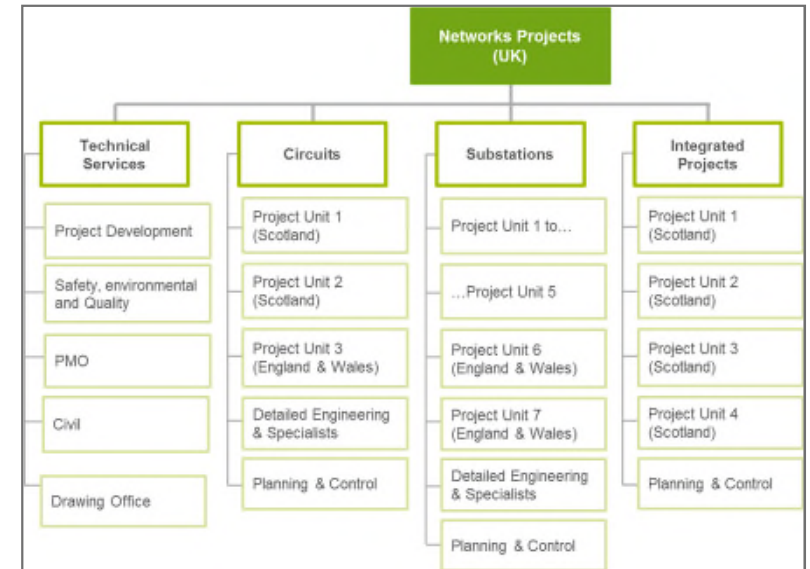 Networks Projects
(UK)
Technical
Services
Project Development
Safety, environmental
and Quality
PMO
Civil
Drawing Office
Circuits
Project Unit 1
(Scotland)
Project Unit 2
(Scotland)
Project Unit 3
(England & Wales)
Detailed Engineering
& Specialists
Planning & Control
Substations
Project Unit 1 to...
...Project Unit 5
Project Unit 6
(England & Wales)
Project Unit 7
(England & Wales)
Detailed Engineering
& Specialists
Planning & Control
Integrated
Projects
Project Unit 1
(Scotland)
Project Unit 2
(Scotland)
Project Unit 3
(Scotland)
Project Unit 4
(Scotland)
Planning & Control